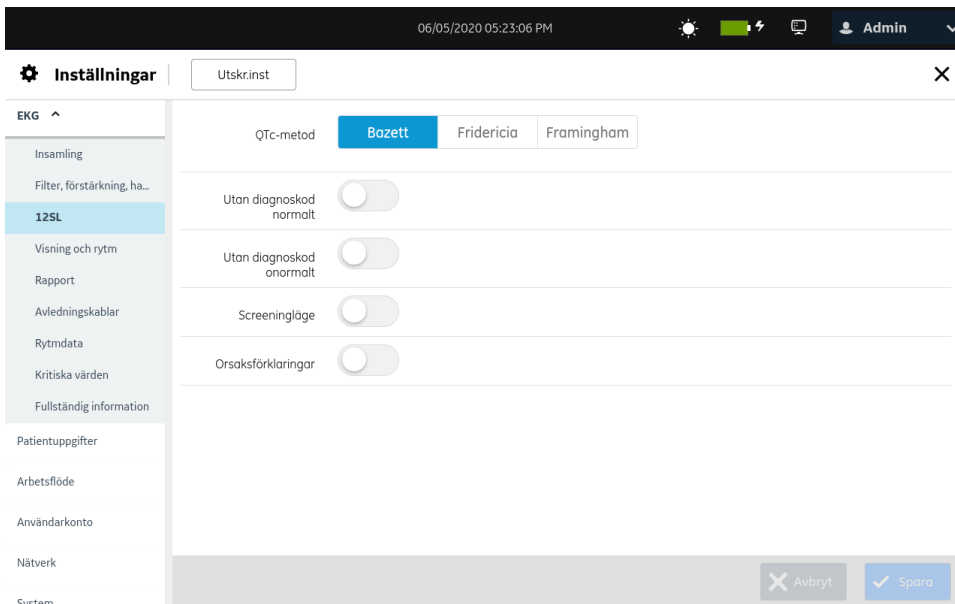 06/05/2020 05:23:06 PM
Admin
Inställningar
Utskr.inst
EKG
Insamling
Filter, förstärkning, ha...
12SL
Visning och rytm
Rapport
Avledningskablar
Rytmdata
Kritiska värden
Fullständig information
Patientuppgifter
Arbetsflöde
Användarkonto
Nätverk
System
QTc-metod
Bazett
Fridericia
Framingham
Utan diagnoskod
normalt
Utan diagnoskod
onormalt
Screeningläge
Orsaksförklaringar
Avbryt
Spara